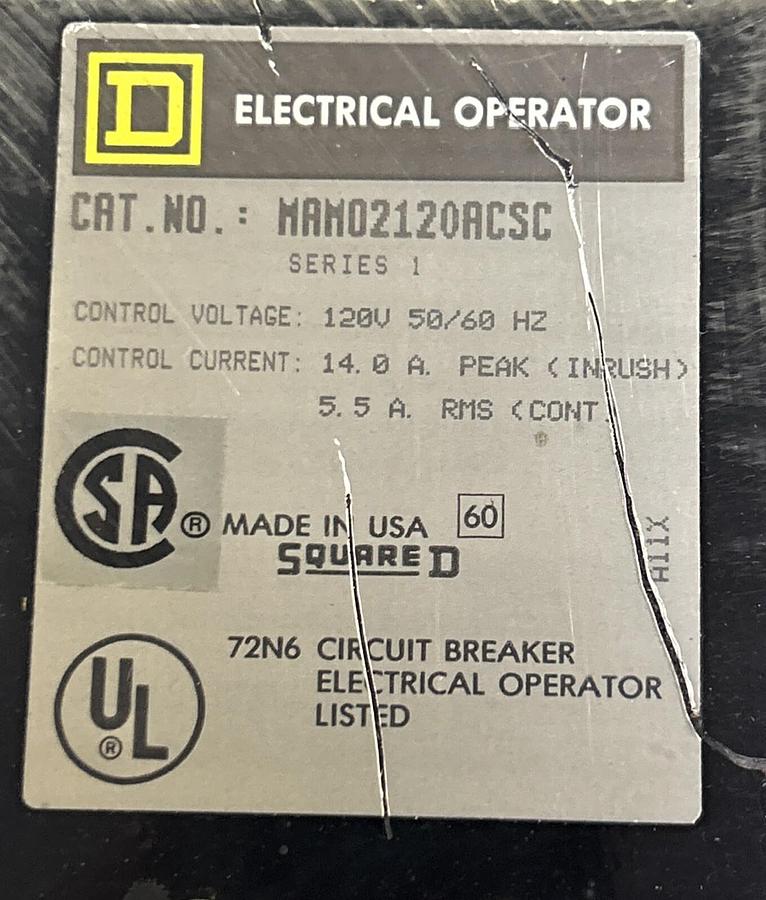 D
ELECTRICAL OPERATOR
CAT.NO.: MAMO2120ACSC
SERIES 1
CONTROL VOLTAGE: 120V 50/60 HZ
CONTROL CURRENT: 14.0 A. PEAK (INRUSH)
5.5 A. RMS (CONT.
SA ®
MADE IN USA 60
SQUARE D
A11X
UL ®
72N6 CIRCUIT BREAKER
ELECTRICAL OPERATOR
LISTED